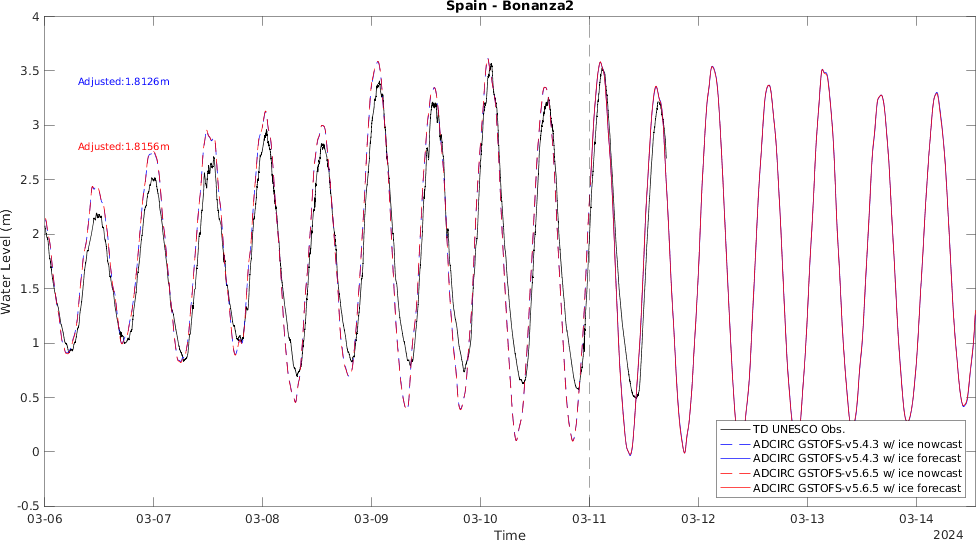 Spain - Bonanza2
4
3.5
3
2.5
2
1.5
1
0.5
0
-0.5
Water Level (m)
Adjusted:1.8126m
Adjusted:1.8156m
TD UNESCO Obs.
ADCIRC GSTOFS-v5.4.3 w/ ice nowcast
ADCIRC GSTOFS-v5.4.3 w/ ice forecast
ADCIRC GSTOFS-v5.6.5 w/ ice nowcast
ADCIRC GSTOFS-v5.6.5 w/ ice forecast
03-06 03-07 03-08 03-09 03-10 03-11 03-12 03-13 03-14
Time
2024